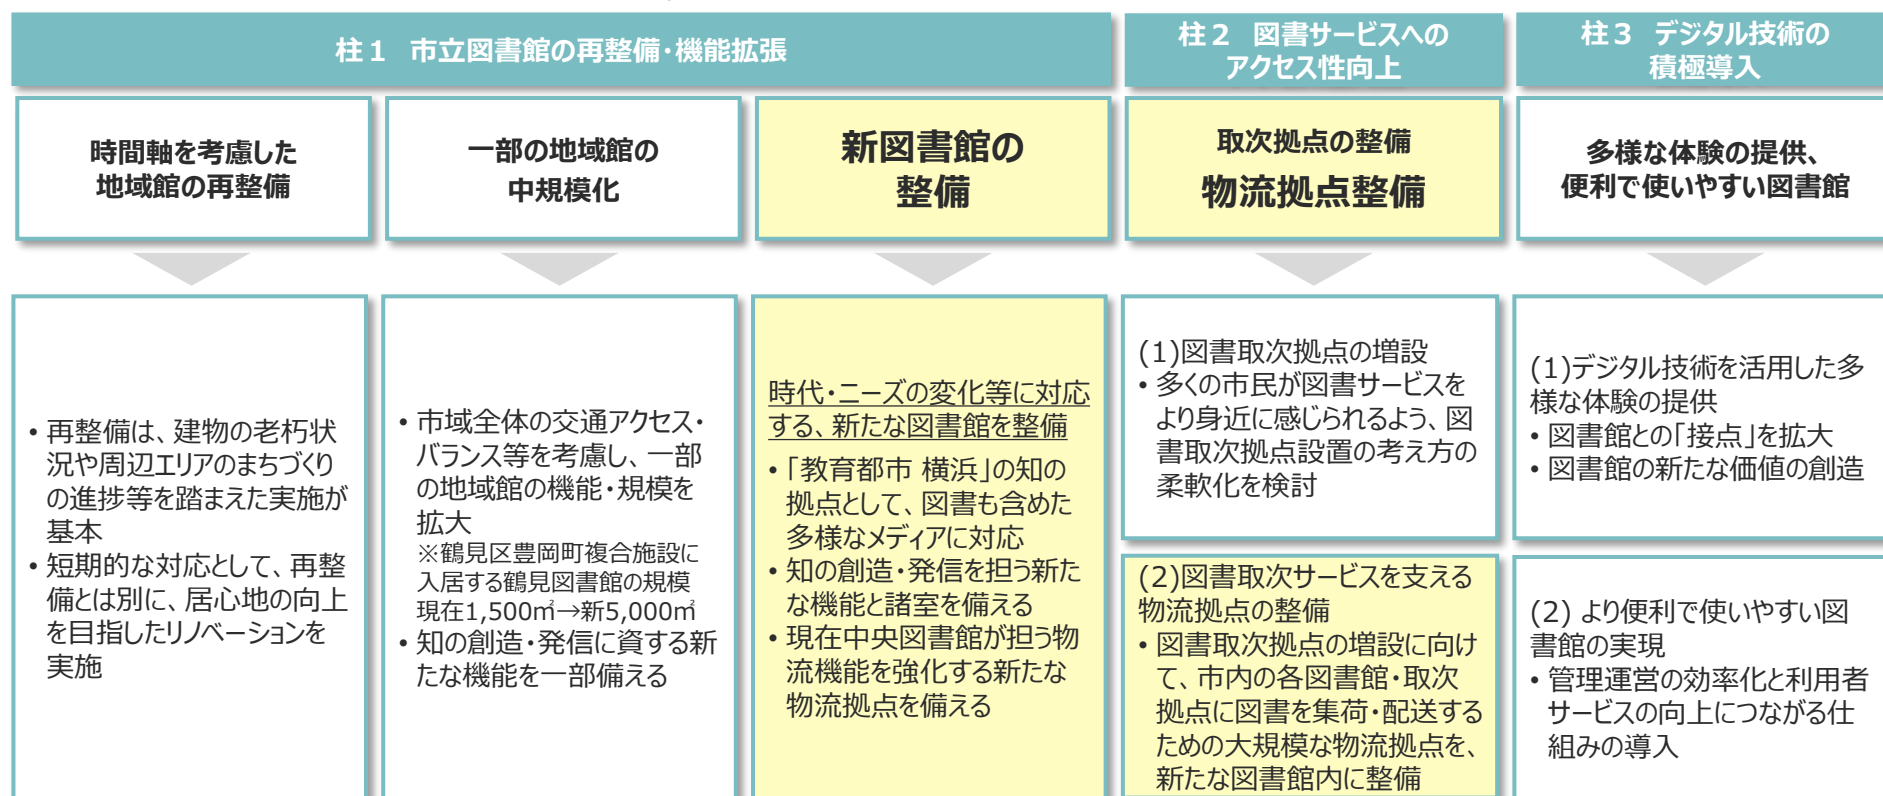 柱１ 市立図書館の再整備・機能拡張
柱２ 図書サービスへの
アクセス性向上
柱３ デジタル技術の
積極導入
時間軸を考慮した
地域館の再整備
一部の地域館の
中規模化
新図書館の
整備
取次拠点の整備
物流拠点整備
多様な体験の提供、
便利で使いやすい図書館
• 再整備は、建物の老朽状
況や周辺エリアのまちづくり
の進捗等を踏まえた実施が
基本
• 短期的な対応として、再整
備とは別に、居心地の向上
を目指したリノベーションを
実施
• 市域全体の交通アクセス・
バランス等を考慮し、一部
の地域館の機能・規模を
拡大
※鶴見区豊岡町複合施設に
入居する鶴見図書館の規模
現在1,500㎡→新5,000㎡
• 知の創造・発信に資する新
たな機能を一部備える
時代・ニーズの変化等に対応
する、新たな図書館を整備
• 「教育都市 横浜」の知の
拠点として、図書も含めた
多様なメディアに対応
• 知の創造・発信を担う新た
な機能と諸室を備える
• 現在中央図書館が担う物
流機能を強化する新たな
物流拠点を備える
(1)図書取次拠点の増設
• 多くの市民が図書サービスを
より身近に感じられるよう、図
書取次拠点設置の考え方の
柔軟化を検討
(2)図書取次サービスを支える
物流拠点の整備
• 図書取次拠点の増設に向け
て、市内の各図書館・取次
拠点に図書を集荷・配送する
ための大規模な物流拠点を、
新たな図書館内に整備
(1)デジタル技術を活用した多
様な体験の提供
• 図書館との「接点」を拡大
• 図書館の新たな価値の創造
(2) より便利で使いやすい図
書館の実現
• 管理運営の効率化と利用者
サービスの向上につながる仕
組みの導入